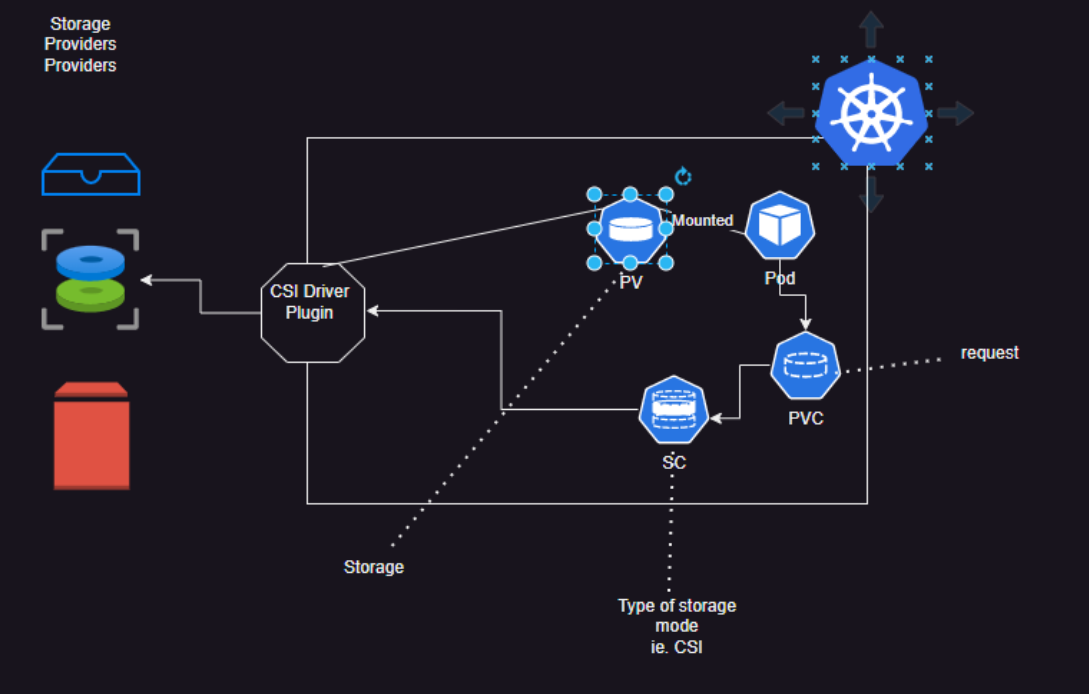 Storage
Providers
Providers
Mounted
PV
Pod
CSI Driver
Plugin
request
PVC
SC
Storage
Type of storage
mode
ie. CSI